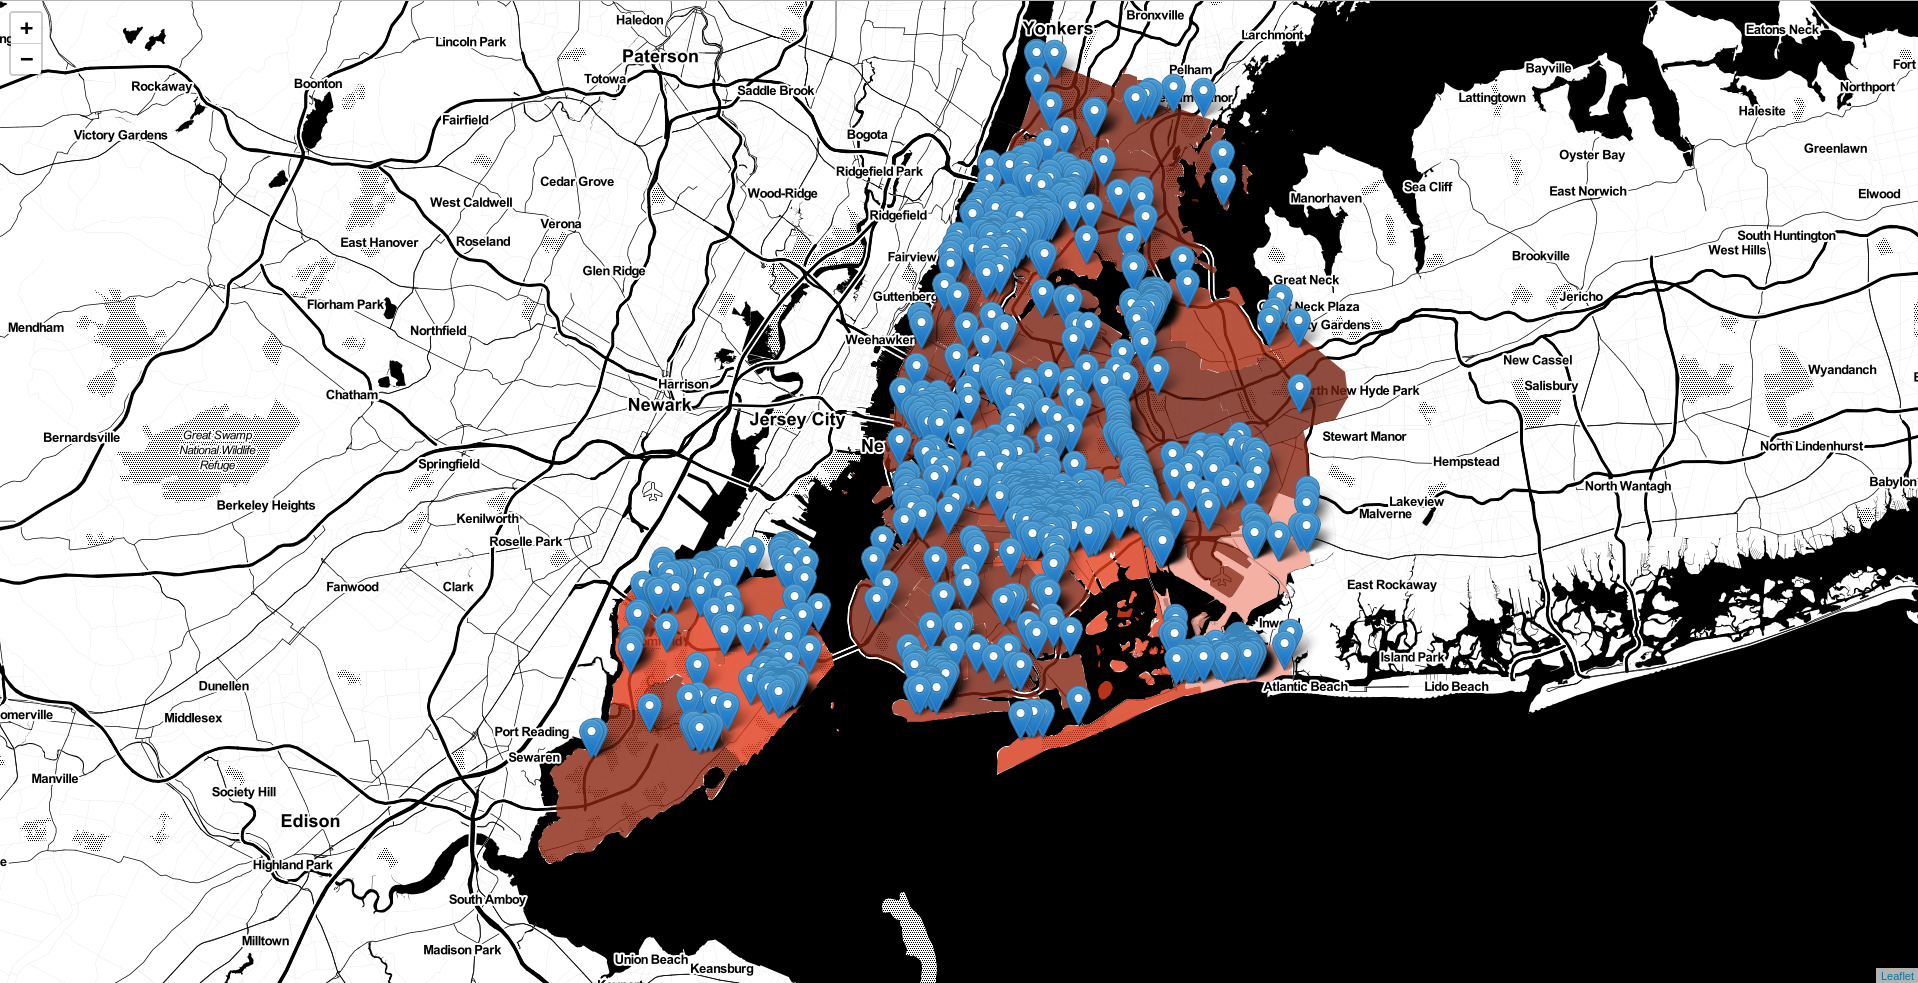 +
−
Haledon
Yonkers
Bronxville
Eatons Neck
Lincoln Park
Paterson
Larchmont
Fort
Pelham
Bayville
Rockaway
Boonton
Totowa
Saddle Brook
Lattingtown
Northport
Halesite
Fairfield
Victory Gardens
Bogota
Greenlawn
Oyster Bay
Ridgefield Park
Cedar Grove
Wood-Ridge
Sea Cliff
East Norwich
Elwood
Manorhaven
West Caldwell
Ridgefield
Verona
South Huntington
East Hanover
Roseland
West Hills
Fairview
Brookville
Glen Ridge
Great Neck
Guttenberg
Jericho
Florham Park
Neck Plaza
Mendham
Northfield
Gardens
Weehawken
New Cassel
Wyandanch
Harrison
Salisbury
Chatham
North New Hyde Park
Newark
Jersey City
Bernardsville
Great Swamp
National Wildlife
Refuge
Stewart Manor
Ne
North Lindenhurst
Springfield
Hempstead
Babylon
North Wantagh
Berkeley Heights
Lakeview
Malverne
Kenilworth
Roselle Park
Fanwood
Clark
East Rockaway
Inwood
Island Park
Dunellen
Atlantic Beach
Lido Beach
omerville
Middlesex
Port Reading
Sewaren
Manville
Society Hill
Edison
Highland Park
South Amboy
Milltown
Madison Park
Union Beach
Keansburg
Leaflet